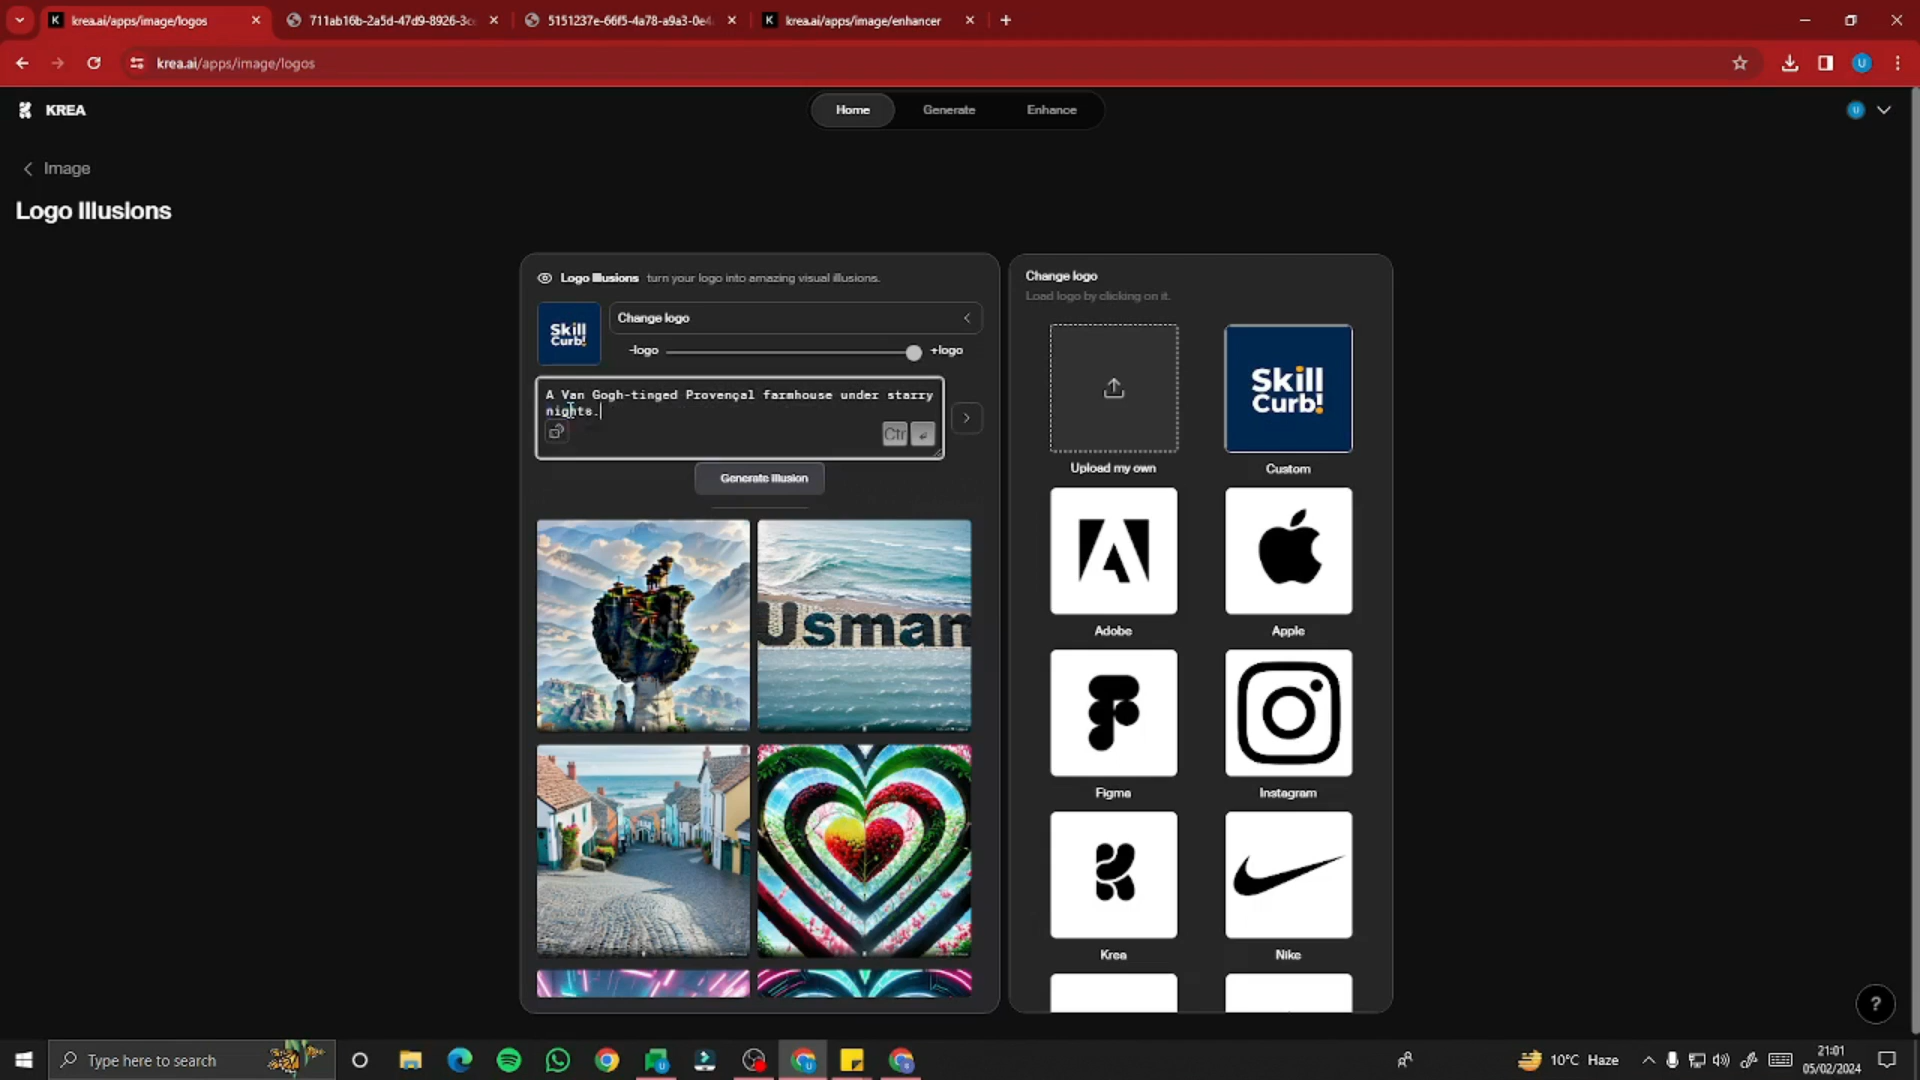 krea.ai/apps/image/logos
711ab16b-2a5d-47d9-8926-3c
5151237e-66f5-4a78-a9a3-0e4
krea.ai/apps/image/enhancer
krea.ai/apps/image/logos
KREA
Home
Generate
Enhance
U
Image
Logo Illusions
Logo Illusions turn your logo into amazing visual illusions.
Skill
Curb!
Change logo
-logo
+logo
A Van Gogh-tinged Provençal farmhouse under starry
nights.
Ctr
Generate Illusion
Usman
Change logo
Load logo by clicking on it.
Skill
Curb!
Upload my own
Custom
Adobe
Apple
Figma
Instagram
Krea
Nike
?
Type here to search
10°C Haze
21:01
05/02/2024